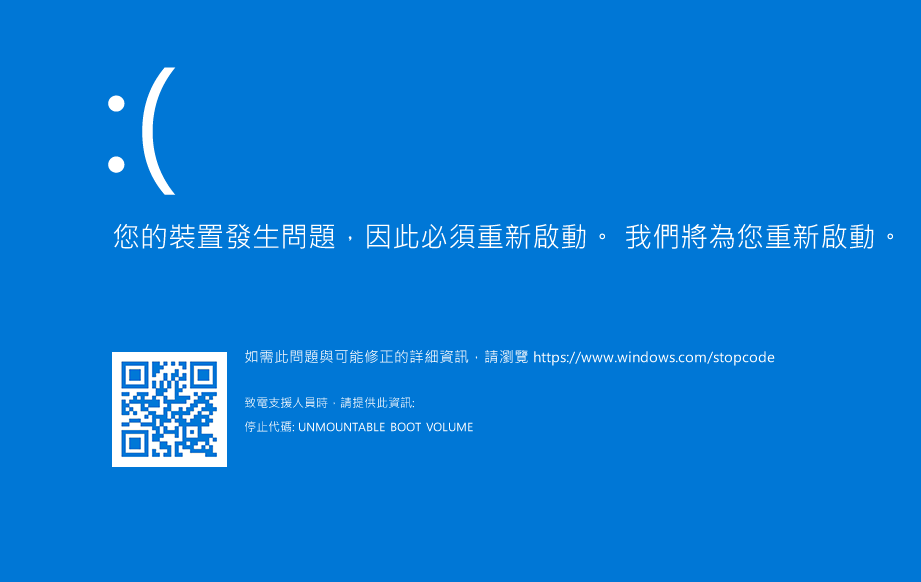 :(
您的裝置發生問題，因此必須重新啟動。 我們將為您重新啟動。
如需此問題與可能修正的詳細資訊，請瀏覽 https://www.windows.com/stopcode
致電支援人員時，請提供此資訊:
停止代碼: UNMOUNTABLE BOOT VOLUME